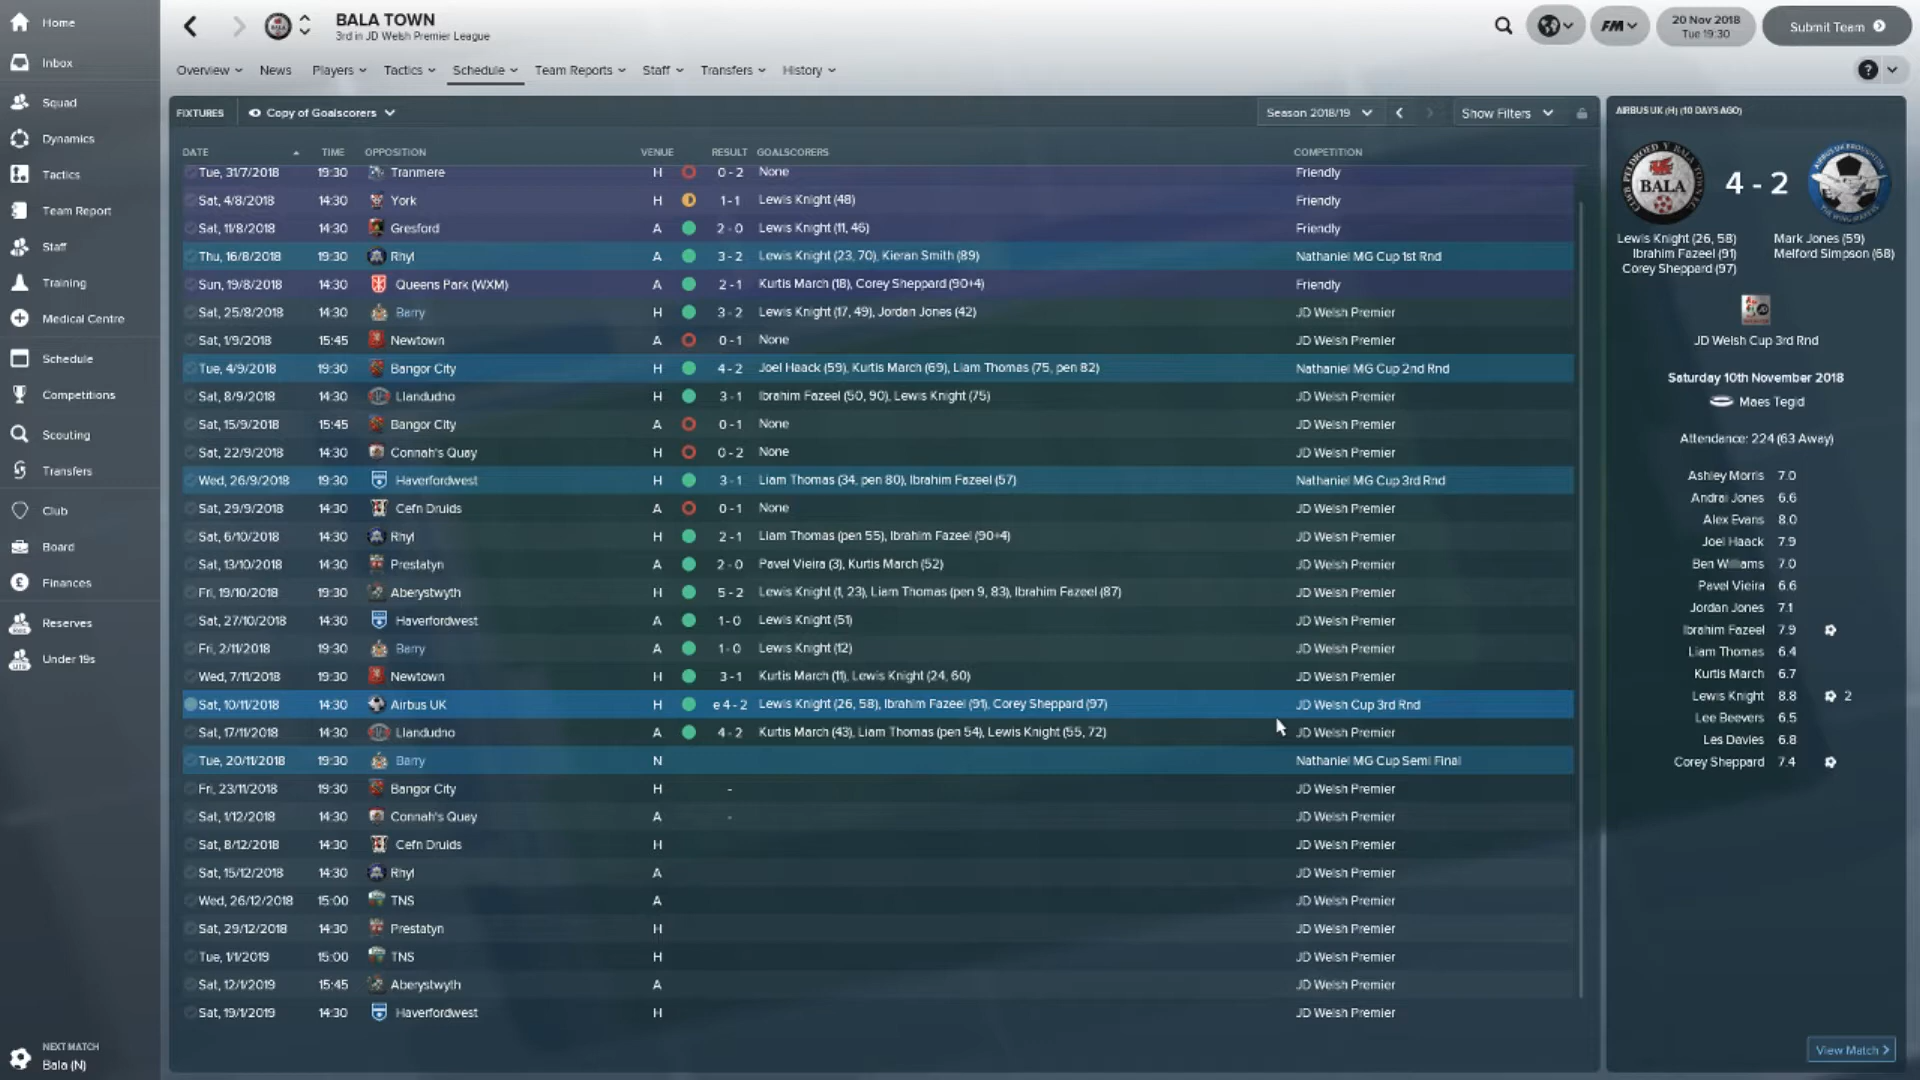 Home
Inbox
Squad
Dynamics
Tactics
Team Report
Staff
Training
Medical Centre
Schedule
Competitions
Scouting
Transfers
Club
Board
Finances
Reserves
Under 19s
NEXT MATCH
Bala (N)
BALA TOWN
3rd in JD Welsh Premier League
FM
20 Nov 2018
Tue 19:30
Submit Team
Overview News Players Tactics Schedule Team Reports Staff Transfers History
FIXTURES Copy of Goalscorers Season 2018/19 Show Filters
DATE TIME OPPOSITION VENUE RESULT GOALSCORERS COMPETITION
Tue, 31/7/2018 19:30 Tranmere H 0 - 2 None Friendly
Sat, 4/8/2018 14:30 York H 1 - 1 Lewis Knight (48) Friendly
Sat, 11/8/2018 14:30 Gresford A 2 - 0 Lewis Knight (11, 46) Friendly
Thu, 16/8/2018 19:30 Rhyl A 3 - 2 Lewis Knight (23, 70), Kieran Smith (89) Nathaniel MG Cup 1st Rnd
Sun, 19/8/2018 14:30 Queens Park (WXM) A 2 - 1 Kurtis March (18), Corey Sheppard (90+4) Friendly
Sat, 25/8/2018 14:30 Barry H 3 - 2 Lewis Knight (17, 49), Jordan Jones (42) JD Welsh Premier
Sat, 1/9/2018 15:45 Newtown A 0 - 1 None JD Welsh Premier
Tue, 4/9/2018 19:30 Bangor City H 4 - 2 Joel Haack (59), Kurtis March (69), Liam Thomas (75, pen 82) Nathaniel MG Cup 2nd Rnd
Sat, 8/9/2018 14:30 Llandudno H 3 - 1 Ibrahim Fazeel (50, 90), Lewis Knight (75) JD Welsh Premier
Sat, 15/9/2018 15:45 Bangor City A 0 - 1 None JD Welsh Premier
Sat, 22/9/2018 14:30 Connah's Quay H 0 - 2 None JD Welsh Premier
Wed, 26/9/2018 19:30 Haverfordwest H 3 - 1 Liam Thomas (34, pen 80), Ibrahim Fazeel (57) Nathaniel MG Cup 3rd Rnd
Sat, 29/9/2018 14:30 Cefn Druids A 0 - 1 None JD Welsh Premier
Sat, 6/10/2018 14:30 Rhyl H 2 - 1 Liam Thomas (pen 55), Ibrahim Fazeel (90+4) JD Welsh Premier
Sat, 13/10/2018 14:30 Prestatyn A 2 - 0 Pavel Vieira (3), Kurtis March (52) JD Welsh Premier
Fri, 19/10/2018 19:30 Aberystwyth H 5 - 2 Lewis Knight (1, 23), Liam Thomas (pen 9, 83), Ibrahim Fazeel (87) JD Welsh Premier
Sat, 27/10/2018 14:30 Haverfordwest A 1 - 0 Lewis Knight (51) JD Welsh Premier
Fri, 2/11/2018 19:30 Barry A 1 - 0 Lewis Knight (12) JD Welsh Premier
Wed, 7/11/2018 19:30 Newtown H 3 - 1 Kurtis March (11), Lewis Knight (24, 60) JD Welsh Premier
Sat, 10/11/2018 14:30 Airbus UK H e 4 - 2 Lewis Knight (26, 58), Ibrahim Fazeel (91), Corey Sheppard (97) JD Welsh Cup 3rd Rnd
Sat, 17/11/2018 14:30 Llandudno A 4 - 2 Kurtis March (43), Liam Thomas (pen 54), Lewis Knight (55, 72) JD Welsh Premier
Tue, 20/11/2018 19:30 Barry N Nathaniel MG Cup Semi Final
Fri, 23/11/2018 19:30 Bangor City H - JD Welsh Premier
Sat, 1/12/2018 14:30 Connah's Quay A - JD Welsh Premier
Sat, 8/12/2018 14:30 Cefn Druids H JD Welsh Premier
Sat, 15/12/2018 14:30 Rhyl A JD Welsh Premier
Wed, 26/12/2018 15:00 TNS A JD Welsh Premier
Sat, 29/12/2018 14:30 Prestatyn H JD Welsh Premier
Tue, 1/1/2019 15:00 TNS H JD Welsh Premier
Sat, 12/1/2019 15:45 Aberystwyth A JD Welsh Premier
Sat, 19/1/2019 14:30 Haverfordwest H JD Welsh Premier
AIRBUS UK (H) (10 DAYS AGO)
BALA
4 - 2
Lewis Knight (26, 58) Mark Jones (59)
Ibrahim Fazeel (91) Melford Simpson (68)
Corey Sheppard (97)
JD Welsh Cup 3rd Rnd
Saturday 10th November 2018
Maes Tegid
Attendance: 224 (63 Away)
Ashley Morris 7.0
Andrai Jones 6.6
Alex Evans 8.0
Joel Haack 7.9
Ben Williams 7.0
Pavel Vieira 6.6
Jordan Jones 7.1
Ibrahim Fazeel 7.9
Liam Thomas 6.4
Kurtis March 6.7
Lewis Knight 8.8 2
Lee Beevers 6.5
Les Davies 6.8
Corey Sheppard 7.4
View Match